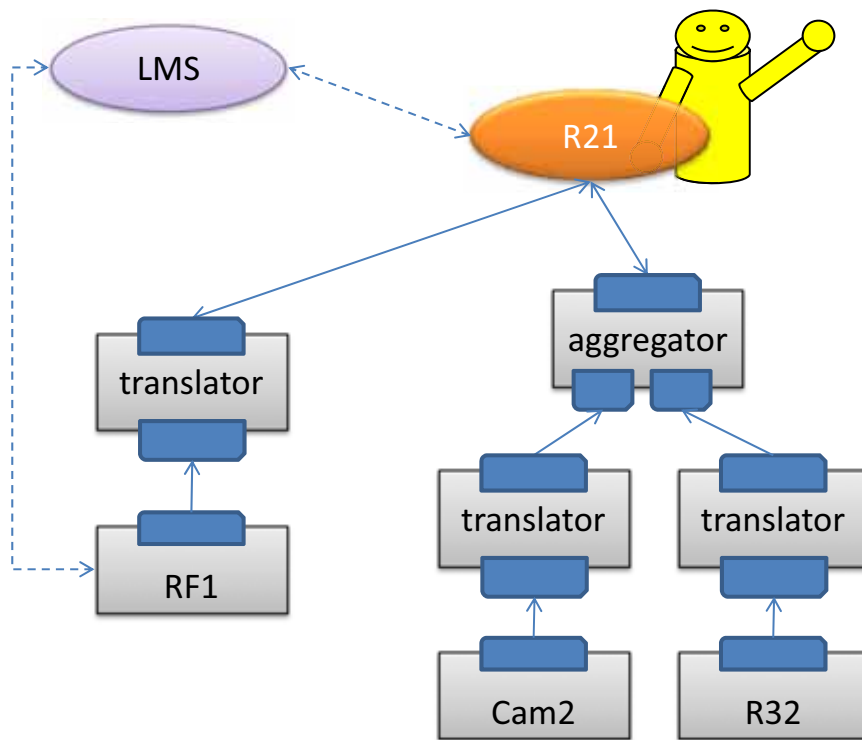 LMS
R21
aggregator
translator
translator
translator
RF1
Cam2
R32